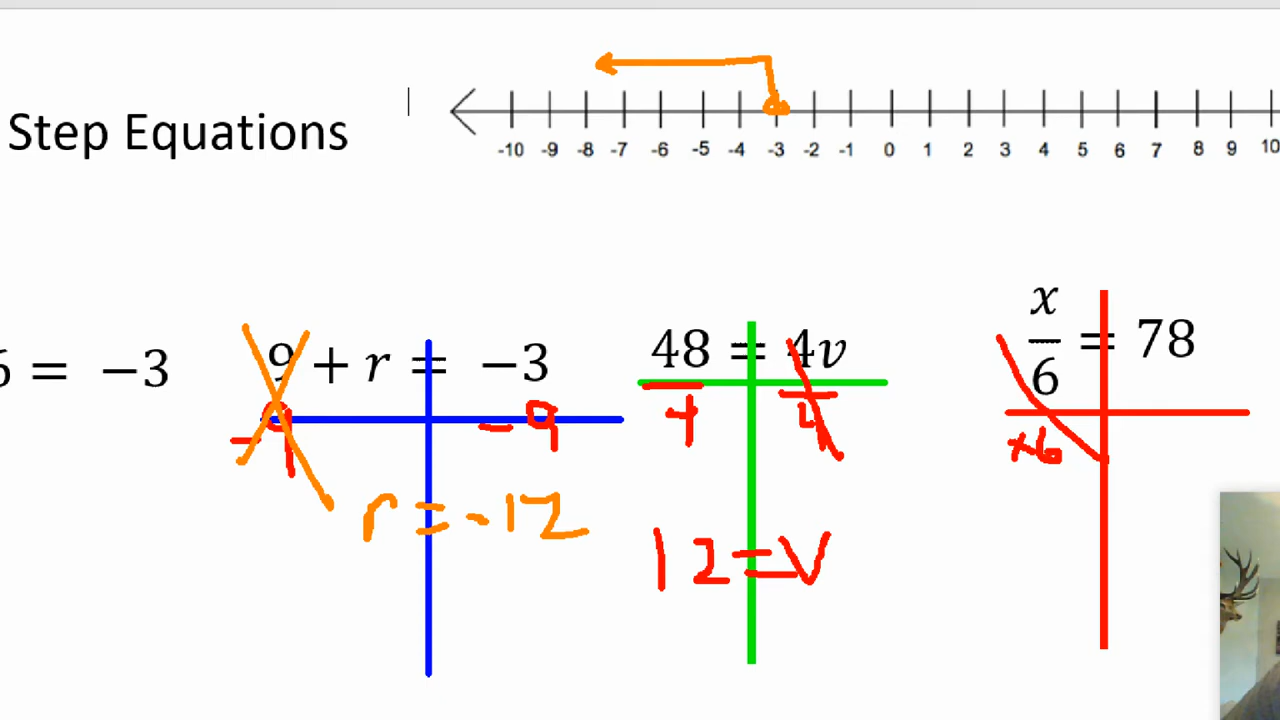 Step Equations
-10 -9 -8 -7 -6 -5 -4 -3 -2 -1 0 1 2 3 4 5 6 7 8 9 10
6 = −3
9 + r = −3
-9 -9
r = -12
48 = 4v
4 4
12 = V
x
6
= 78
×6